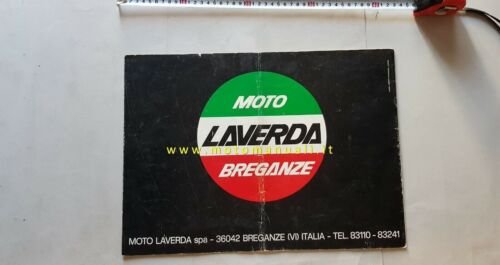 MOTO
LAVERDA
www.motomanuali.it
BREGANZE
MOTO LAVERDA spa - 36042 BREGANZE (VI) ITALIA - TEL. 83110 - 83241